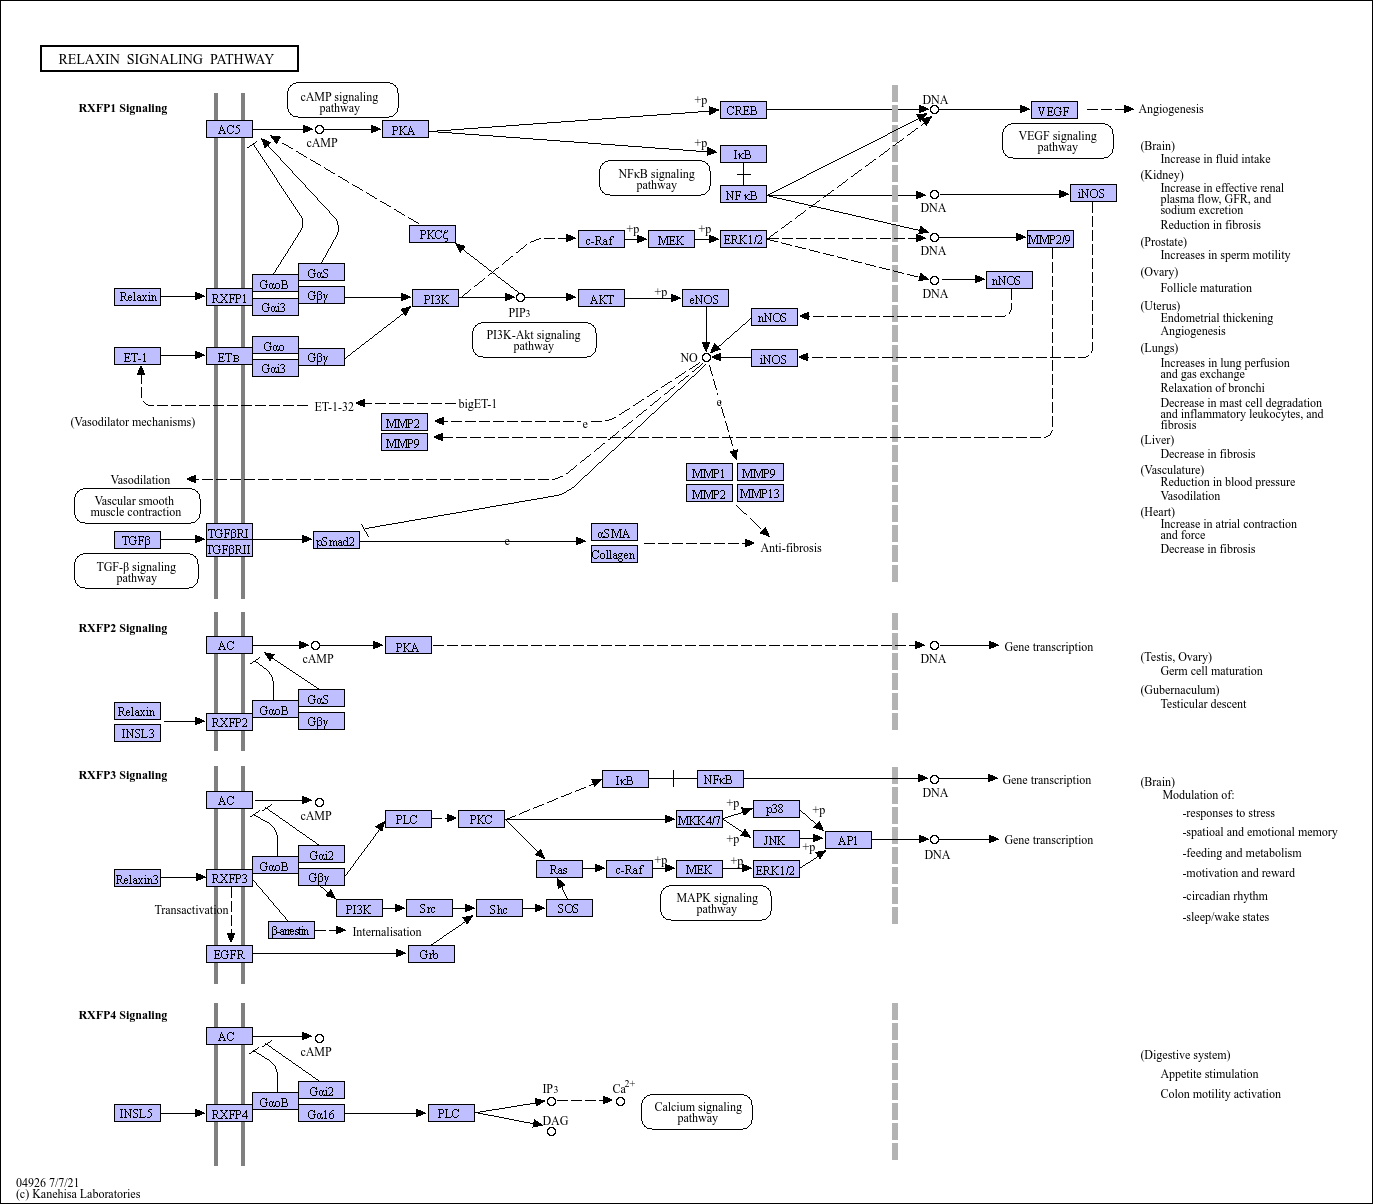 RELAXIN SIGNALING PATHWAY
RXFP1 Signaling
cAMP signaling
pathway
AC5
cAMP
PKA
+p
CREB
DNA
VEGF
Angiogenesis
VEGF signaling
pathway
+p
IκB
NFκB signaling
pathway
NFκB
DNA
iNOS
PKCζ
c-Raf
+p
MEK
+p
ERK1/2
DNA
MMP2/9
GαoB
GαS
Gβγ
Gαi3
Relaxin
RXFP1
PI3K
PIP3
AKT
+p
eNOS
DNA
nNOS
nNOS
PI3K-Akt signaling
pathway
ET-1
ETB
Gαo
Gαi3
Gβγ
NO
iNOS
ET-1-32
bigET-1
(Vasodilator mechanisms)
MMP2
MMP9
e
e
Vasodilation
Vascular smooth
muscle contraction
MMP1
MMP9
MMP2
MMP13
TGFβ
TGFβRI
TGFβRII
pSmad2
e
αSMA
Collagen
Anti-fibrosis
TGF-β signaling
pathway
(Brain)
Increase in fluid intake
(Kidney)
Increase in effective renal
plasma flow, GFR, and
sodium excretion
Reduction in fibrosis
(Prostate)
Increases in sperm motility
(Ovary)
Follicle maturation
(Uterus)
Endometrial thickening
Angiogenesis
(Lungs)
Increases in lung perfusion
and gas exchange
Relaxation of bronchi
Decrease in mast cell degradation
and inflammatory leukocytes, and
fibrosis
(Liver)
Decrease in fibrosis
(Vasculature)
Reduction in blood pressure
Vasodilation
(Heart)
Increase in atrial contraction
and force
Decrease in fibrosis
RXFP2 Signaling
AC
cAMP
PKA
DNA
Gene transcription
GαoB
GαS
Gβγ
Relaxin
INSL3
RXFP2
(Testis, Ovary)
Germ cell maturation
(Gubernaculum)
Testicular descent
RXFP3 Signaling
AC
cAMP
PLC
PKC
IκB
NFκB
DNA
Gene transcription
MKK4/7
+p
+p
p38
JNK
+p
+p
AP1
DNA
Gene transcription
GαoB
Gαi2
Gβγ
Relaxin3
RXFP3
Ras
c-Raf
+p
MEK
+p
ERK1/2
MAPK signaling
pathway
Transactivation
PI3K
Src
Shc
SOS
β-arrestin
Internalisation
EGFR
Grb
(Brain)
Modulation of:
-responses to stress
-spatioal and emotional memory
-feeding and metabolism
-motivation and reward
-circadian rhythm
-sleep/wake states
RXFP4 Signaling
AC
cAMP
GαoB
Gαi2
Gα16
INSL5
RXFP4
PLC
IP3
DAG
Ca2+
Calcium signaling
pathway
(Digestive system)
Appetite stimulation
Colon motility activation
04926 7/7/21
(c) Kanehisa Laboratories